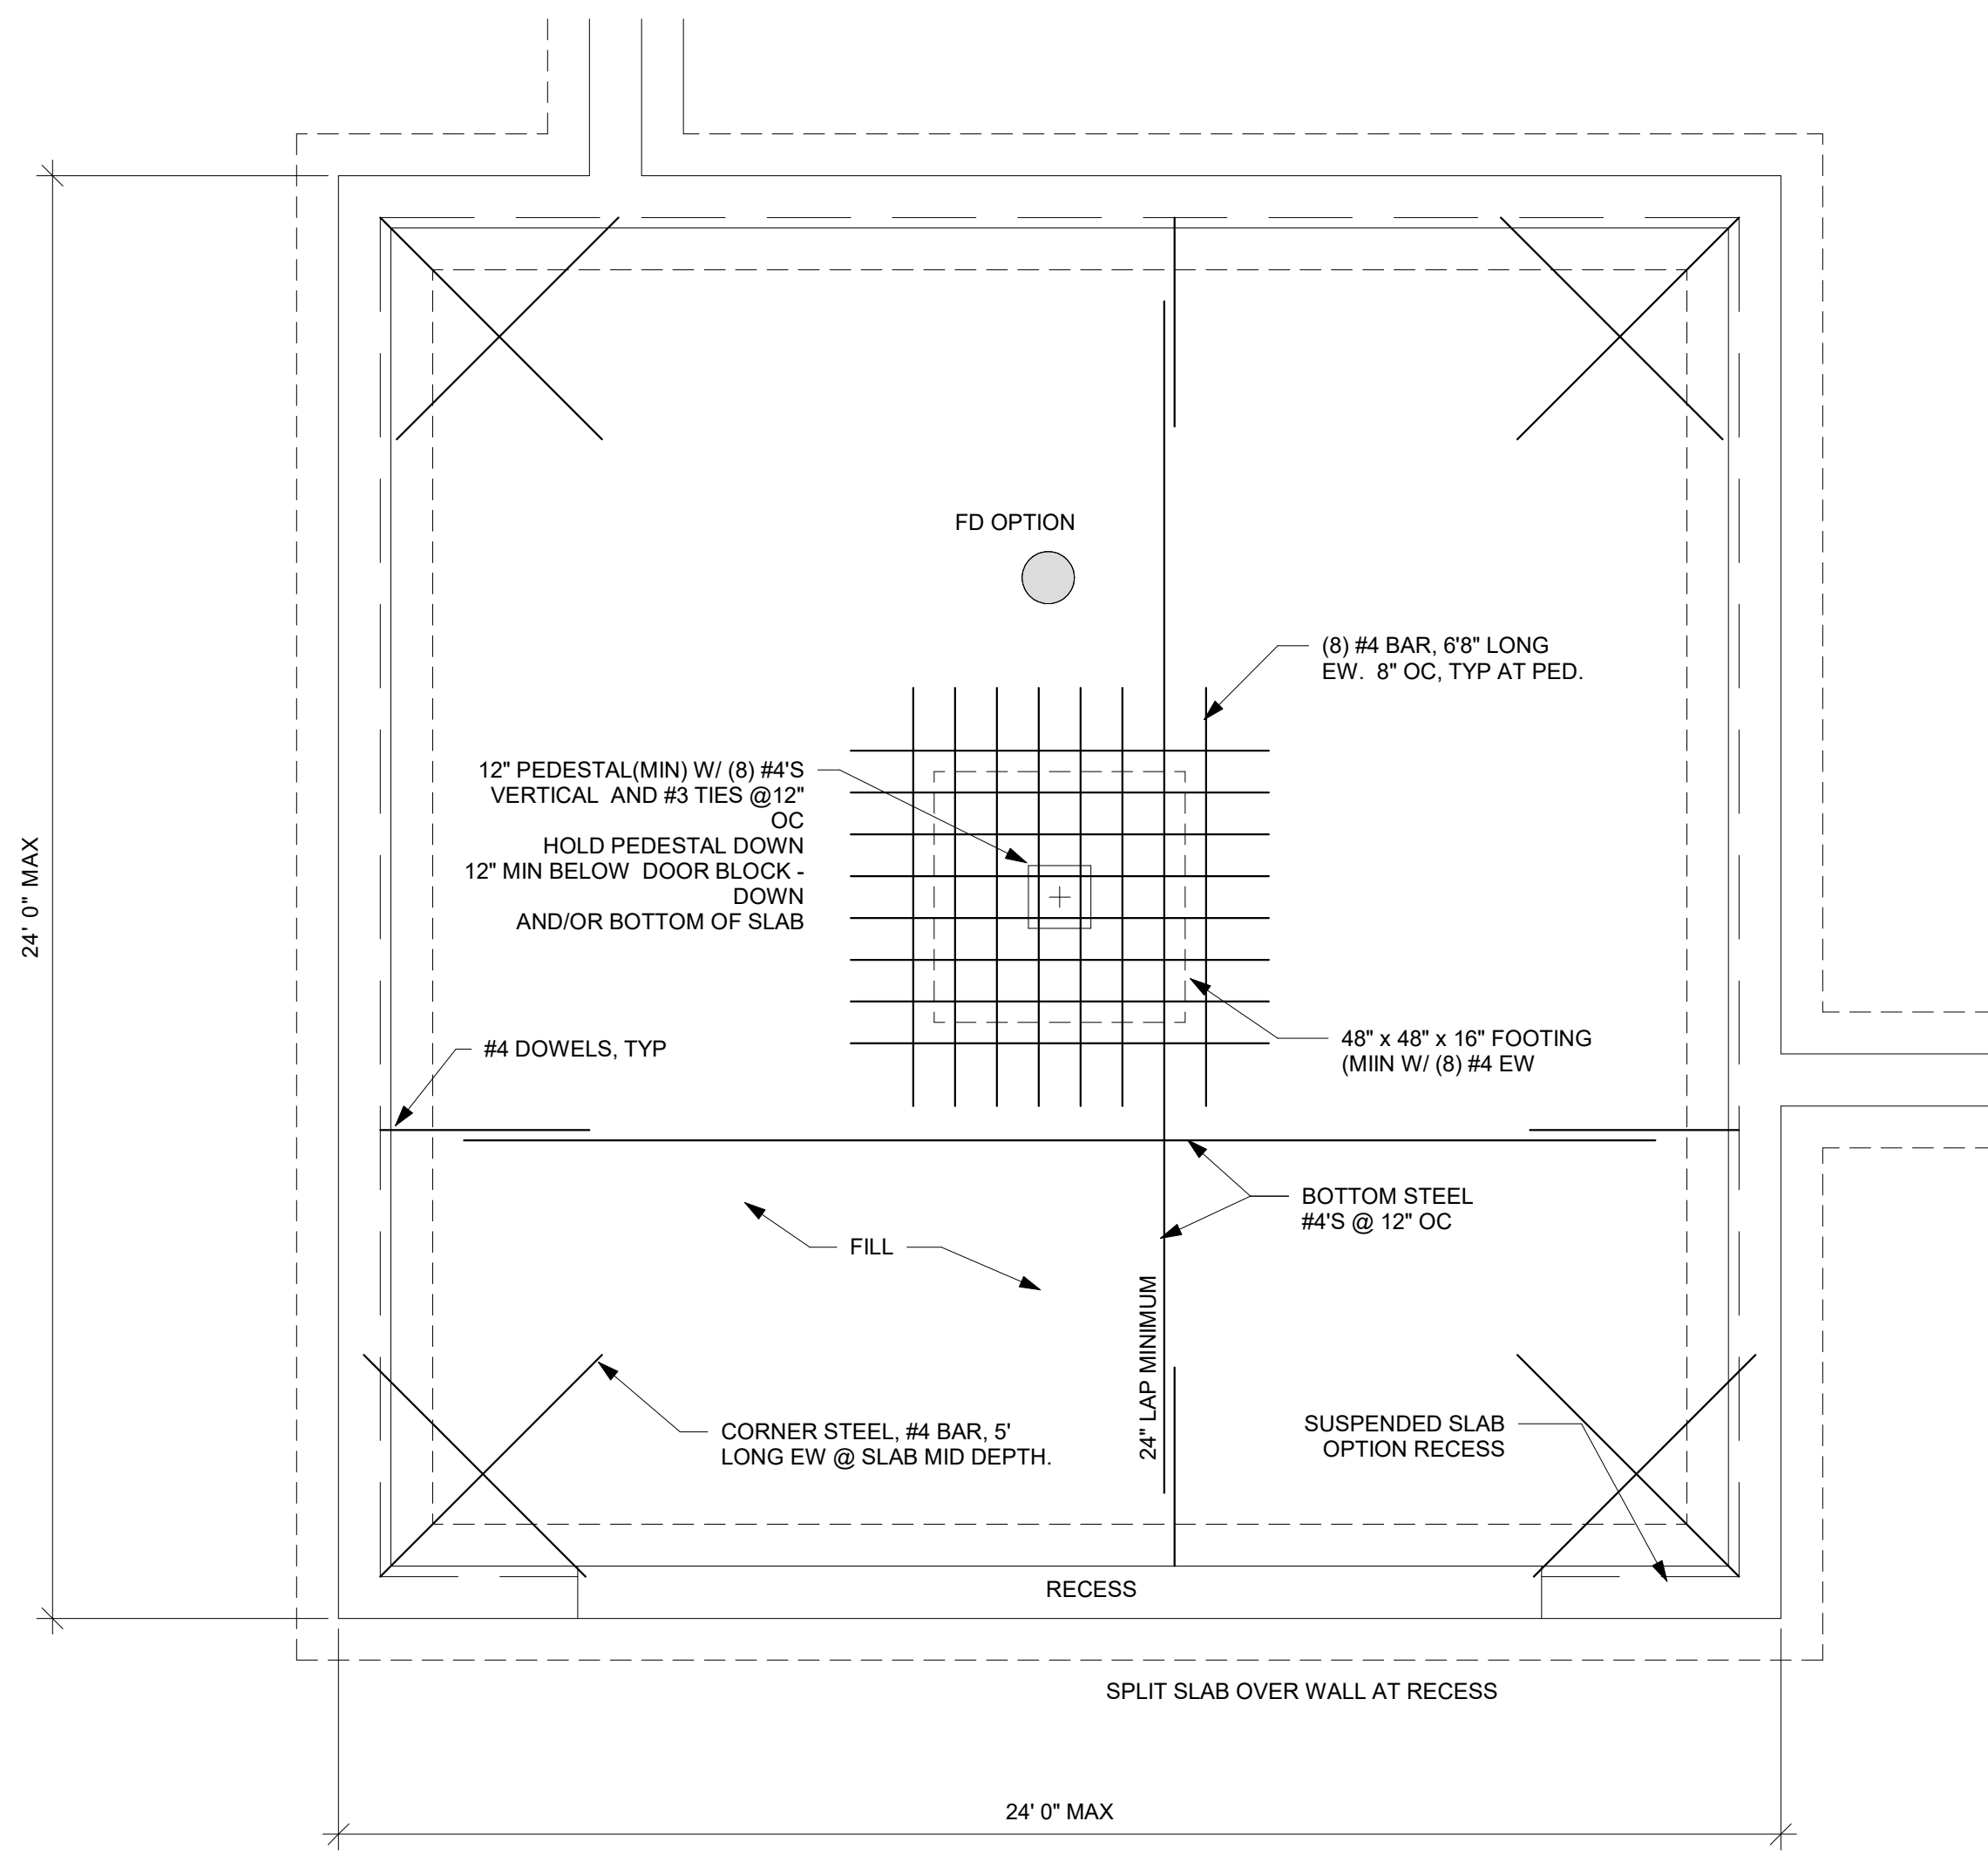 FD OPTION
(8) #4 BAR, 6'8" LONG
EW.  8" OC, TYP AT PED.
12" PEDESTAL(MIN) W/ (8) #4'S
VERTICAL  AND #3 TIES @12"
OC
HOLD PEDESTAL DOWN
12" MIN BELOW  DOOR BLOCK -
DOWN
AND/OR BOTTOM OF SLAB
24' 0" MAX
48" x 48" x 16" FOOTING
(MIIN W/ (8) #4 EW
#4 DOWELS, TYP
BOTTOM STEEL
#4'S @ 12" OC
FILL
24" LAP MINIMUM
CORNER STEEL, #4 BAR, 5'
LONG EW @ SLAB MID DEPTH.
SUSPENDED SLAB
OPTION RECESS
RECESS
SPLIT SLAB OVER WALL AT RECESS
24' 0" MAX